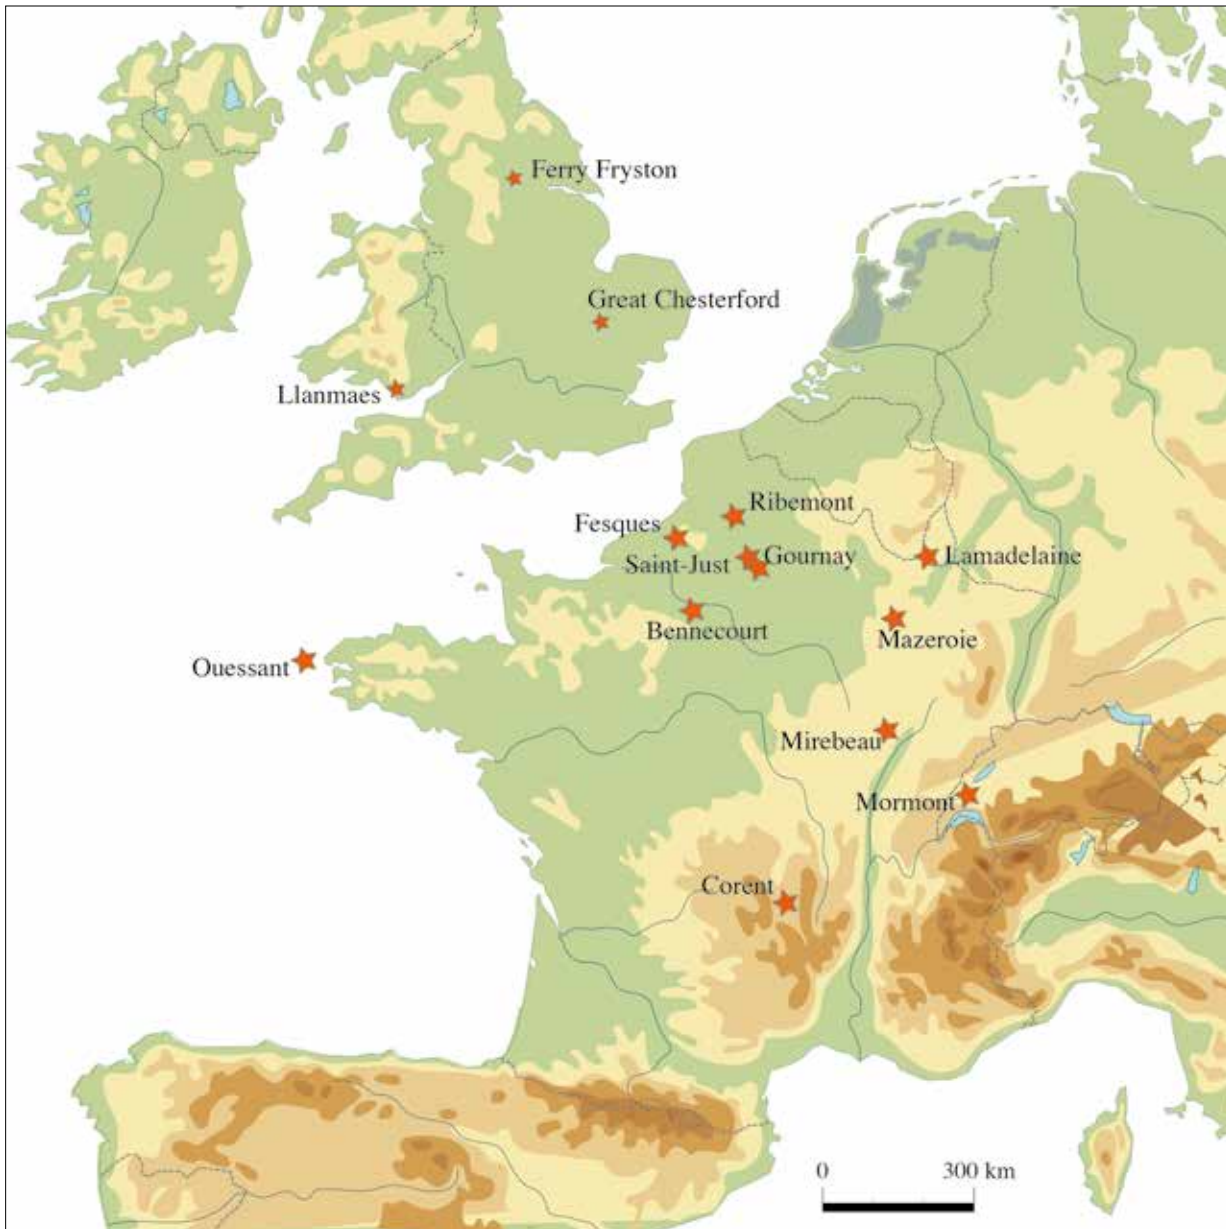 Ferry Fryston
Great Chesterford
Llanmaes
Ribemont
Fesques
Saint-Just
Gournay
Lamadelaine
Bennecourt
Mazeroie
Ouessant
Mirebeau
Mormont
Corent
0
300 km